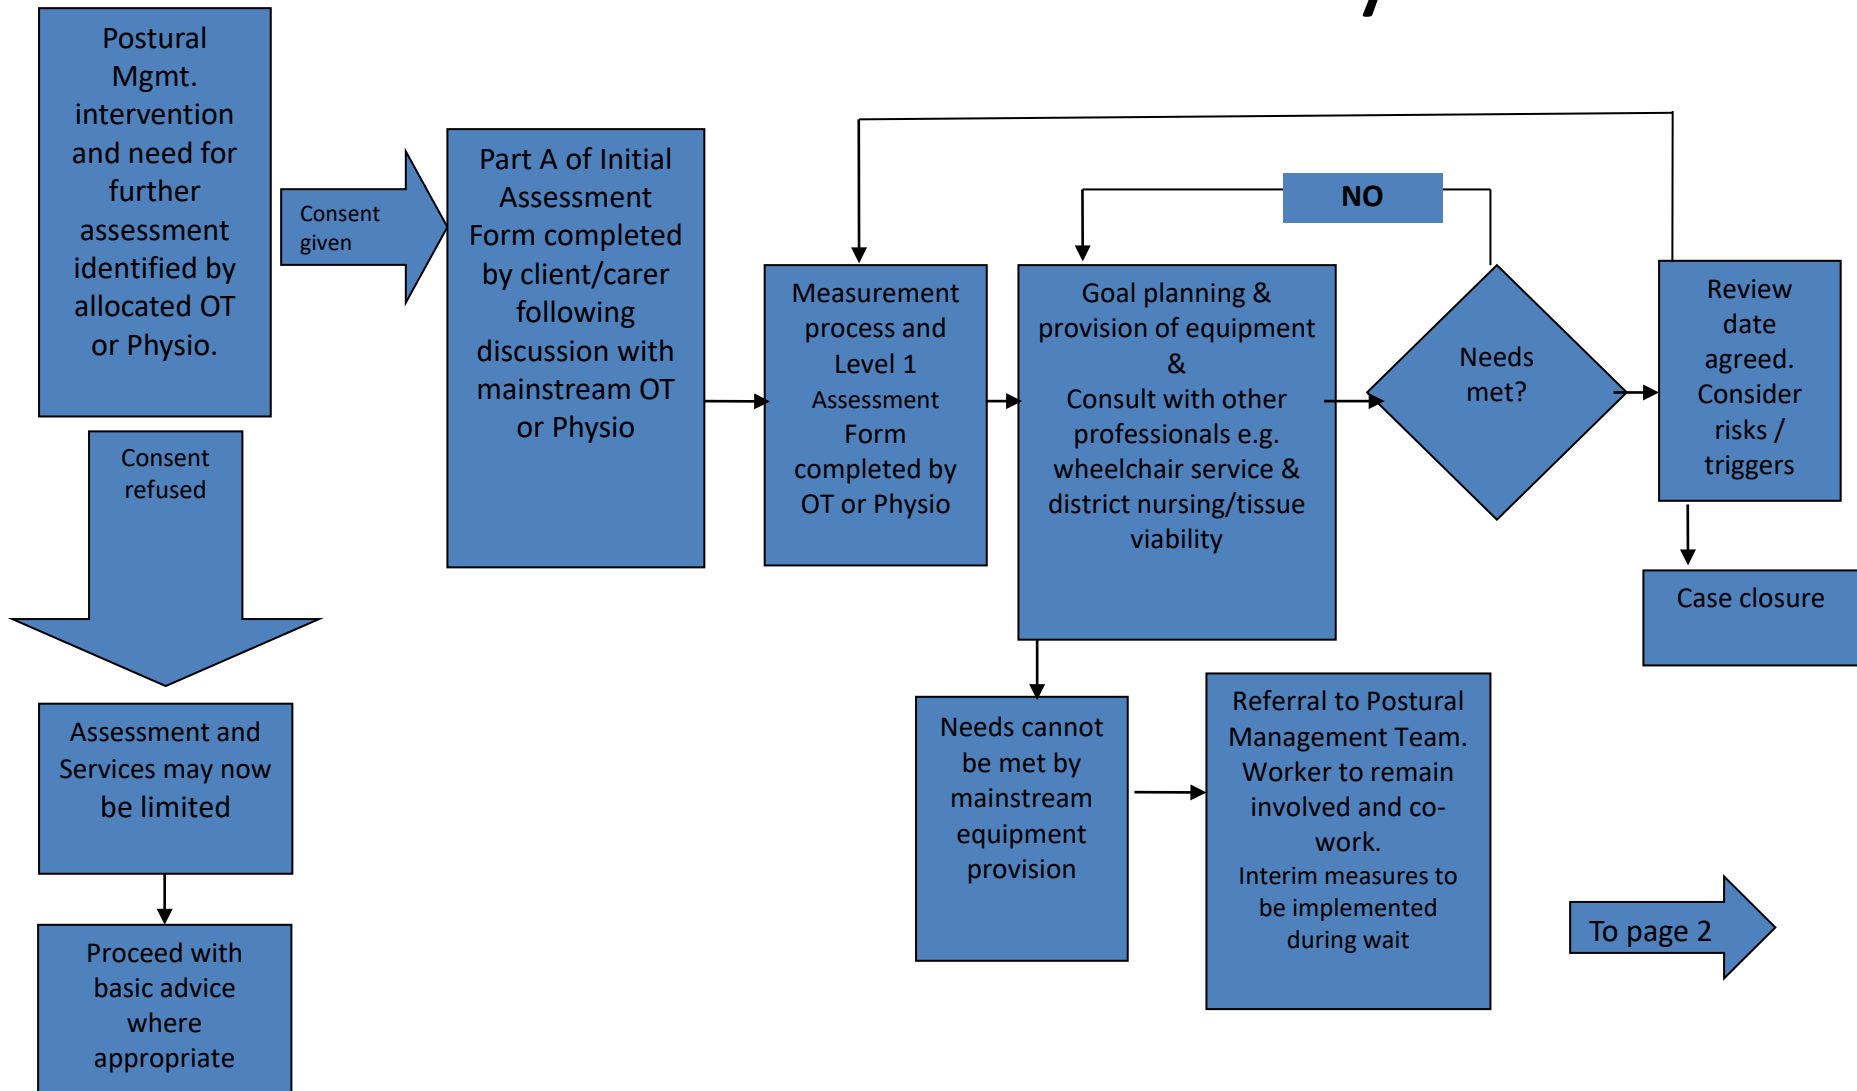 Postural
Mgmt.
intervention
and need for
further
assessment
identified by
allocated OT
or Physio.
Consent
given
Part A of Initial
Assessment
Form completed
by client/carer
following
discussion with
mainstream OT
or Physio
Measurement
process and
Level 1
Assessment
Form
completed by
OT or Physio
Goal planning &
provision of equipment
&
Consult with other
professionals e.g.
wheelchair service &
district nursing/tissue
viability
NO
Needs
met?
Review
date
agreed.
Consider
risks /
triggers
Case closure
Consent
refused
Assessment and
Services may now
be limited
Proceed with
basic advice
where
appropriate
Needs cannot
be met by
mainstream
equipment
provision
Referral to Postural
Management Team.
Worker to remain
involved and co-
work.
Interim measures to
be implemented
during wait
To page 2